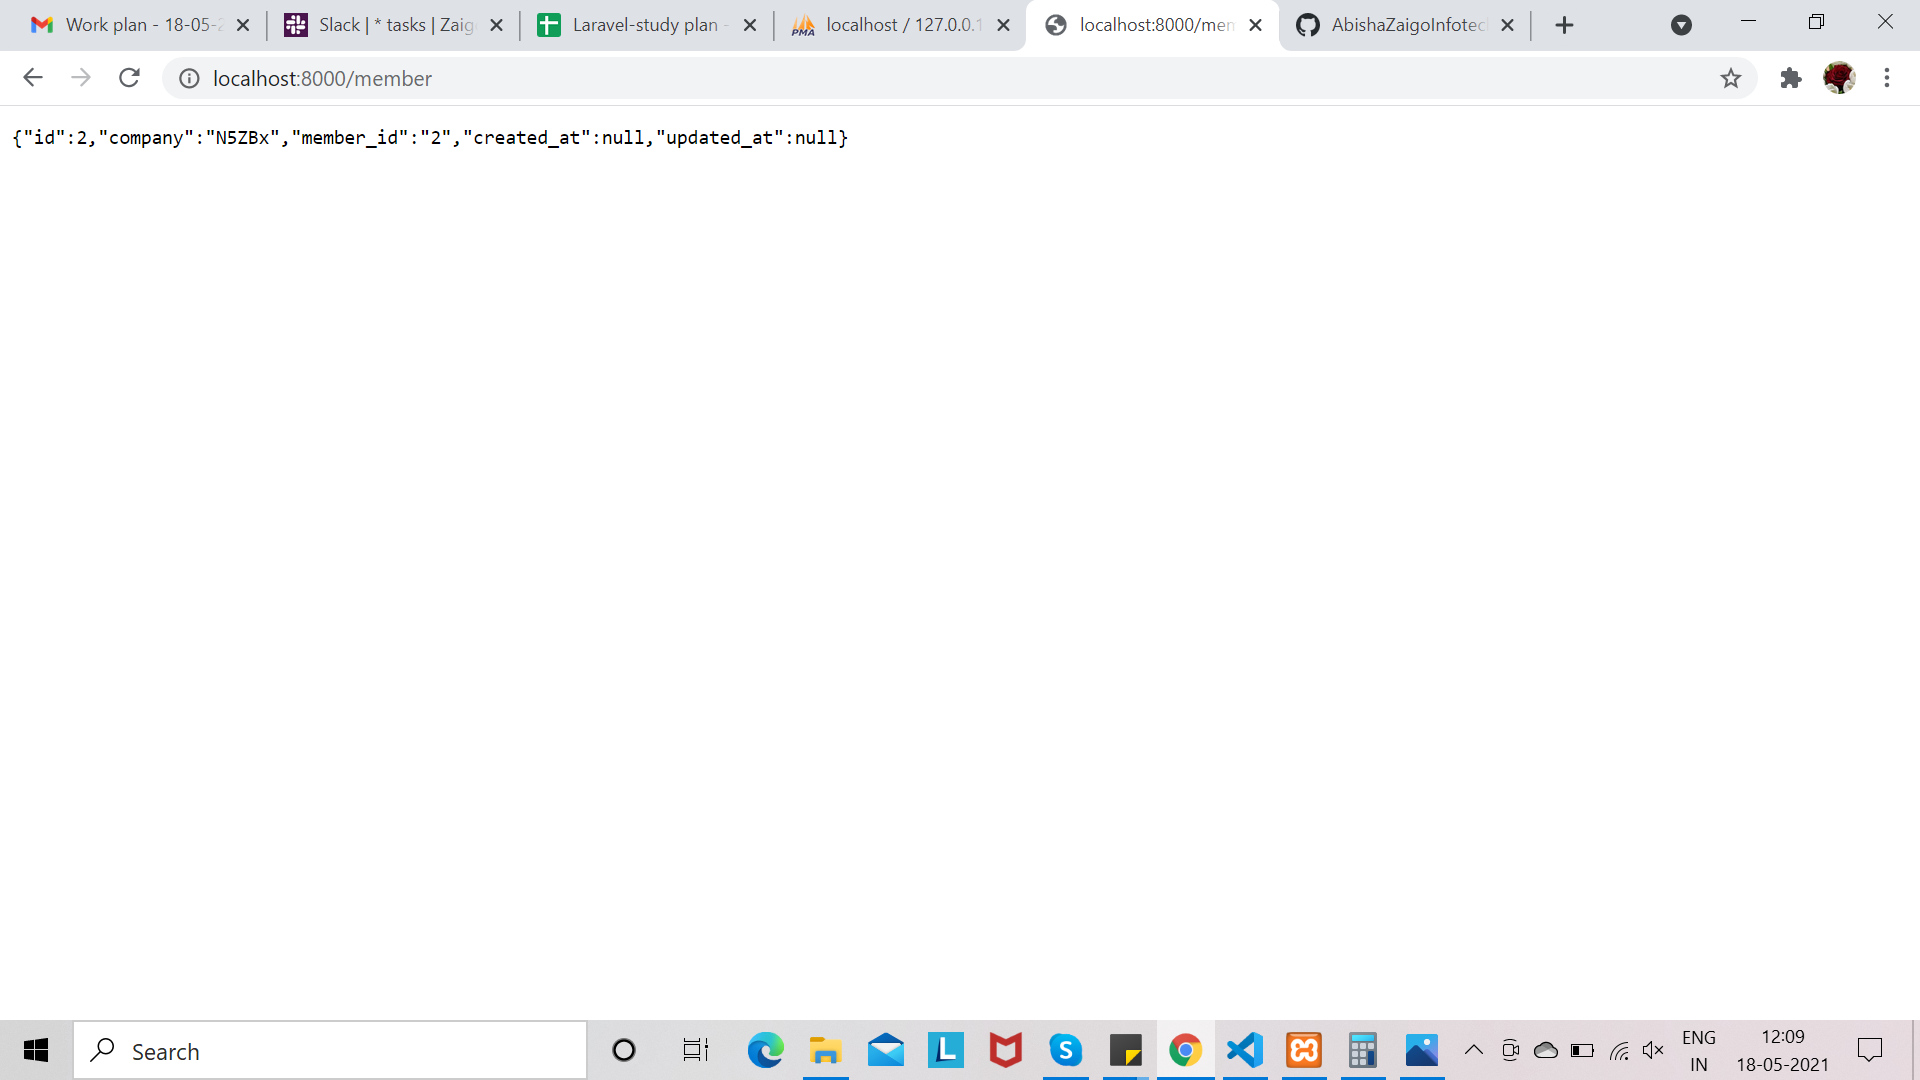 Work plan - 18-05-2
Slack | * tasks | Zaig
Laravel-study plan -
localhost / 127.0.0.1
localhost:8000/mem
AbishaZaigoInfotec
localhost:8000/member
{"id":2,"company":"N5ZBx","member_id":"2","created_at":null,"updated_at":null}
Search
ENG
IN
12:09
18-05-2021